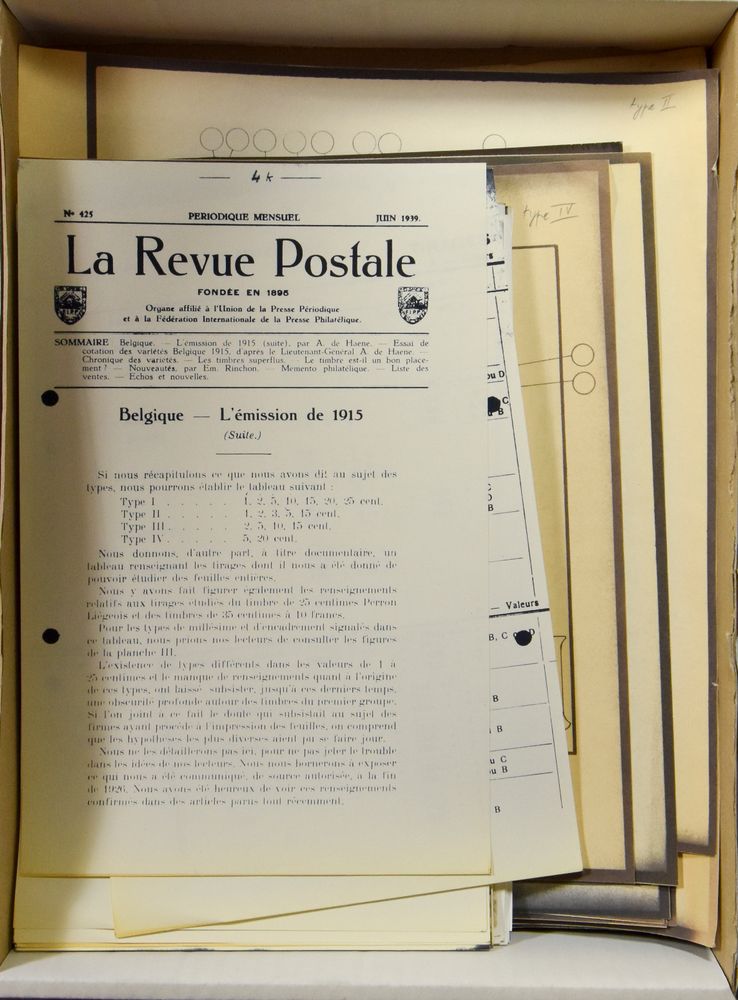 type II
type IV
4 k
No 425 PERIODIQUE MENSUEL JUIN 1939.
La Revue Postale
FONDÉE EN 1895
Organe affilié à l'Union de la Presse Périodique
et à la Fédération Internationale de la Presse Philatélique.
SOMMAIRE Belgique. — L'émission de 1915 (suite), par A. de Haene. — Essai de
cotation des variétés Belgique 1915, d'après le Lieutenant-Général A. de Haene. —
Chronique des variétés. — Les timbres superflus. — Le timbre est-il un bon place-
ment ? — Nouveautés, par Em. Rinchon. — Memento philatélique. — Liste des
ventes. — Echos et nouvelles.
Belgique — L'émission de 1915
(Suite.)
Si nous récapitulons ce que nous avons dit au sujet des
types, nous pourrons établir le tableau suivant :
Type I . . . . . 1, 2, 5, 10, 15, 20, 25 cent.
Type II . . . . . 1, 2, 3, 5, 15 cent.
Type III . . . . . 2, 5, 10, 15 cent.
Type IV . . . . . 5, 20 cent.
Nous donnons, d'autre part, à titre documentaire, un
tableau renseignant les tirages dont il nous a été donné de
pouvoir étudier des feuilles entières.
Nous y avons fait figurer également les renseignements
relatifs aux tirages étudiés du timbre de 25 centimes Perron
Liégeois et des timbres de 35 centimes à 10 francs.
Pour les types de millésime et d'encadrement signalés dans
ce tableau, nous prions nos lecteurs de consulter les figures
de la planche III.
L'existence de types différents dans les valeurs de 1 à
25 centimes et le manque de renseignements quant à l'origine
de ces types, ont laissé subsister, jusqu'à ces derniers temps,
une obscurité profonde autour des timbres du premier groupe.
Si l'on joint à ce fait le doute qui subsistait au sujet des
firmes ayant procédé à l'impression des feuilles, on comprend
que les hypothèses les plus diverses aient pu se faire jour.
Nous ne les détaillerons pas ici, pour ne pas jeter le trouble
dans les idées de nos lecteurs. Nous nous bornerons à exposer
ce qui nous a été communiqué, de source autorisée, à la fin
de 1926. Nous avons été heureux de voir ces renseignements
confirmés dans des articles parus tout récemment.
ou D
C
B
C
D
B
— Valeurs
B, C
D
B
B
u C
u B
B